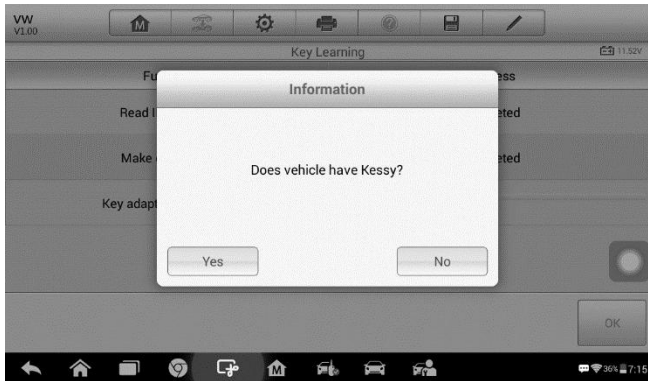 VW
V1.00
Key Learning
11.52V
Fu
ess
Information
Read I
eted
Make
eted
Does vehicle have Kessy?
Key adapt
Yes
No
OK
36%
7:15